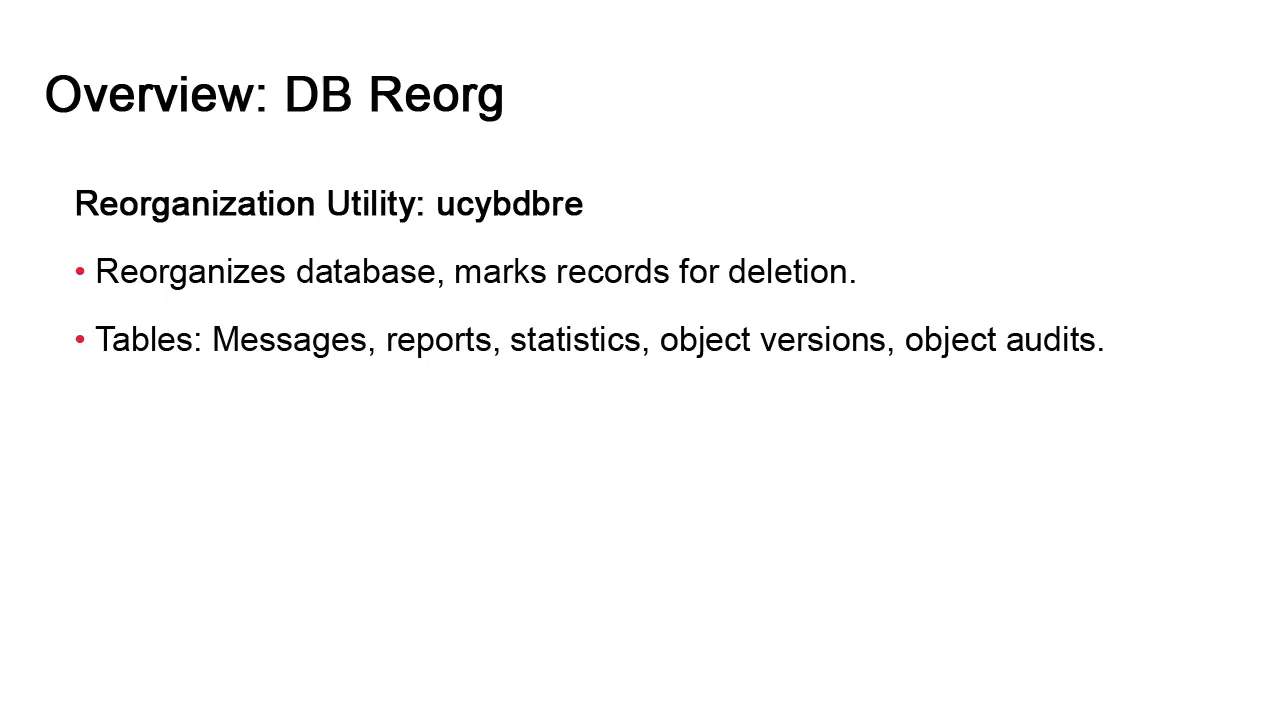 Overview: DB Reorg
Reorganization Utility: ucybdbre
• Reorganizes database, marks records for deletion.
• Tables: Messages, reports, statistics, object versions, object audits.